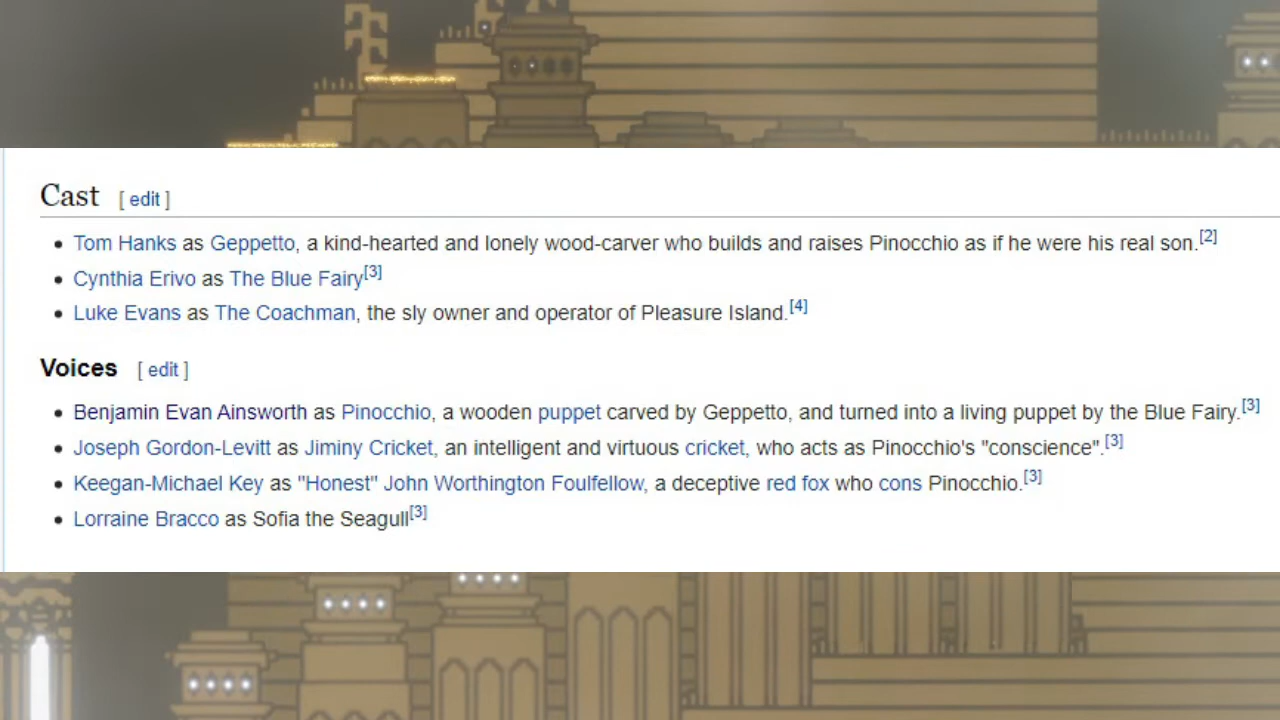 Cast [ edit ]
Tom Hanks as Geppetto, a kind-hearted and lonely wood-carver who builds and raises Pinocchio as if he were his real son.[2]
Cynthia Erivo as The Blue Fairy[3]
Luke Evans as The Coachman, the sly owner and operator of Pleasure Island.[4]
Voices [ edit ]
Benjamin Evan Ainsworth as Pinocchio, a wooden puppet carved by Geppetto, and turned into a living puppet by the Blue Fairy.[3]
Joseph Gordon-Levitt as Jiminy Cricket, an intelligent and virtuous cricket, who acts as Pinocchio's "conscience".[3]
Keegan-Michael Key as "Honest" John Worthington Foulfellow, a deceptive red fox who cons Pinocchio.[3]
Lorraine Bracco as Sofia the Seagull[3]